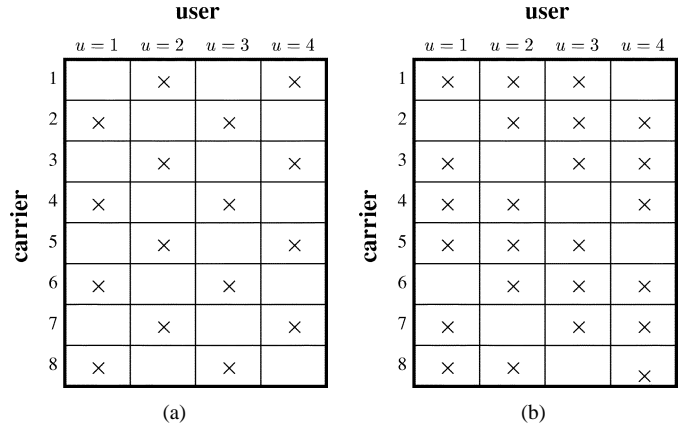 user
u = 1 u = 2 u = 3 u = 4
carrier
1 × ×
2 × ×
3 × ×
4 × ×
5 × ×
6 × ×
7 × ×
8 × ×
(a)
user
u = 1 u = 2 u = 3 u = 4
carrier
1 × × ×
2 × × ×
3 × × ×
4 × × ×
5 × × ×
6 × × ×
7 × × ×
8 × × ×
(b)